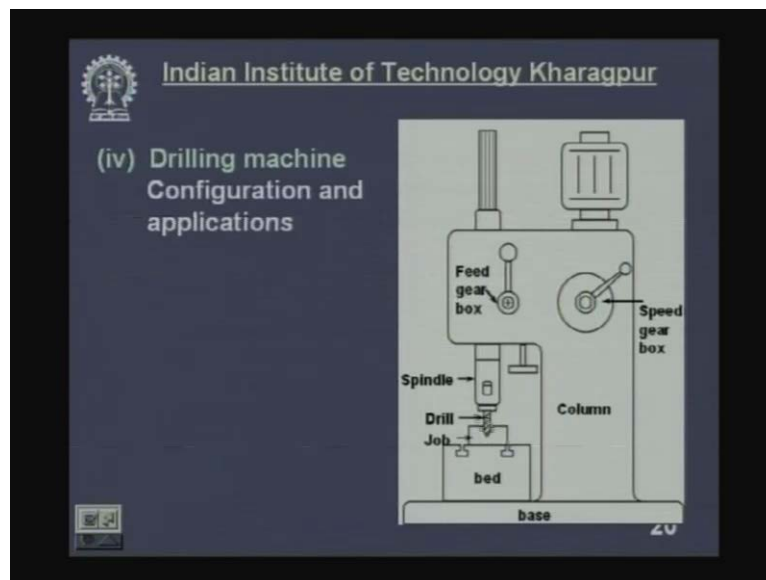 Indian Institute of Technology Kharagpur
(iv) Drilling machine
Configuration and
applications
Feed
gear
box
Speed
gear
box
Spindle
Column
Drill
Job
bed
base
20